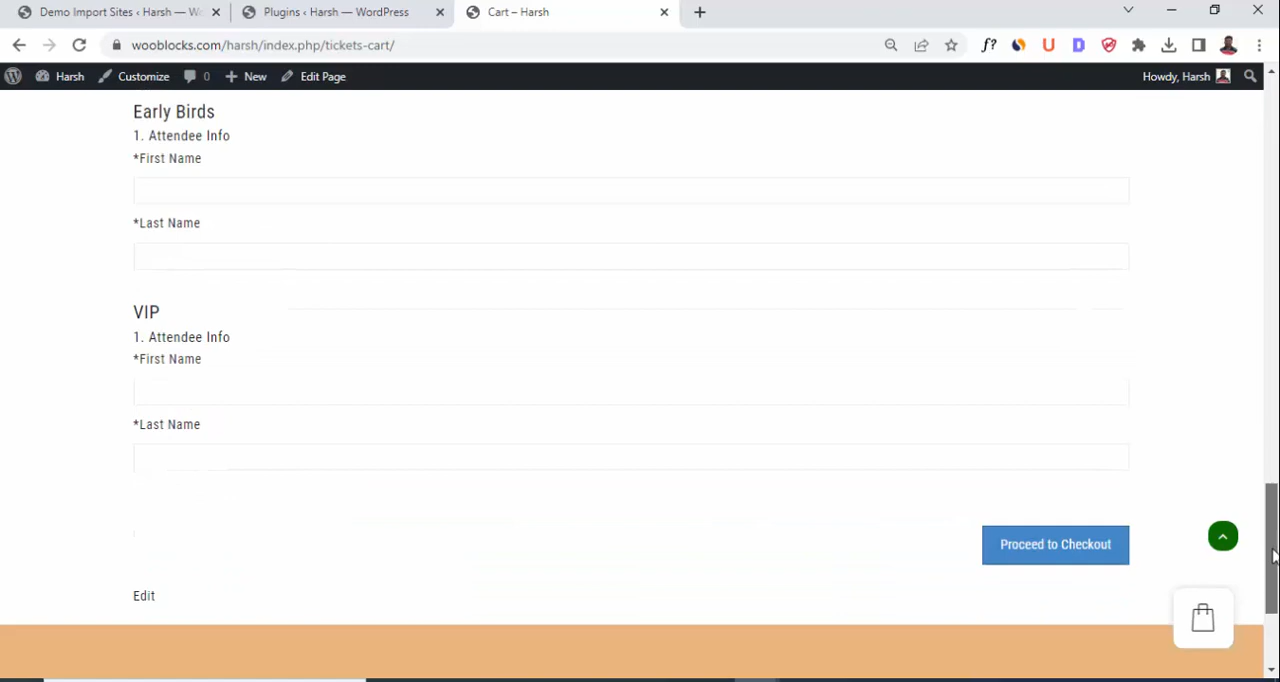 Demo Import Sites ‹ Harsh — Wo
Plugins ‹ Harsh — WordPress
Cart – Harsh
wooblocks.com/harsh/index.php/tickets-cart/
Harsh
Customize
0
New
Edit Page
Howdy, Harsh
Early Birds
1. Attendee Info
*First Name
*Last Name
VIP
1. Attendee Info
*First Name
*Last Name
Proceed to Checkout
Edit